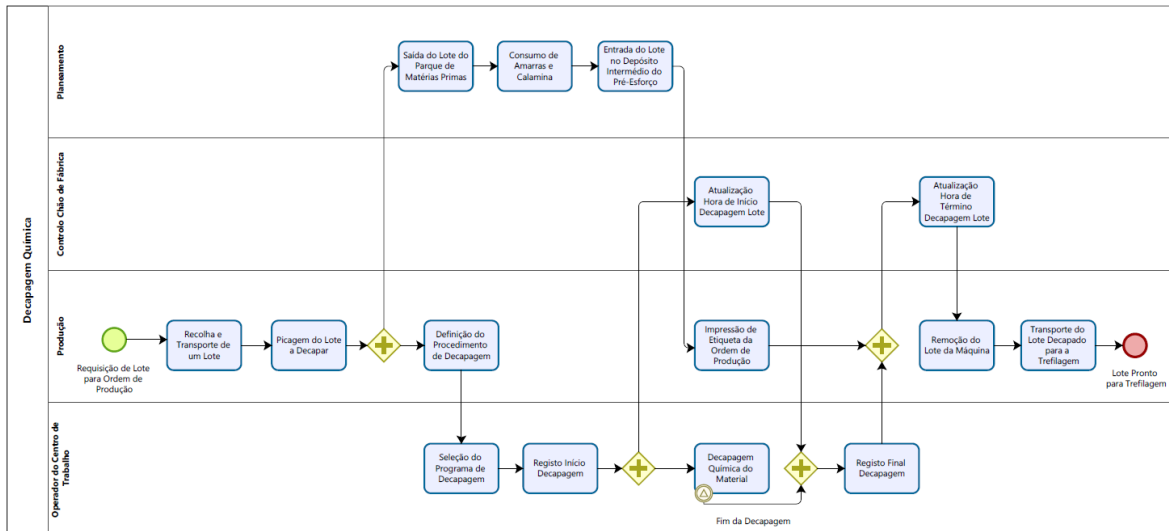 Decapagem Química
Planeamento
Saída do Lote do
Parque de
Matérias Primas
Consumo de
Amarras e
Calamina
Entrada do Lote
no Depósito
Intermédio do
Pré-Esforço
Controlo Chão de Fábrica
Atualização
Hora de Início
Decapagem Lote
Atualização
Hora de
Término
Decapagem Lote
Produção
Requisição de Lote
para Ordem de
Produção
Recolha e
Transporte de
um Lote
Picagem do Lote
a Decapar
Definição do
Procedimento
de Decapagem
Impressão de
Etiqueta da
Ordem de
Produção
Remoção do
Lote da Máquina
Transporte do
Lote Decapado
para a
Trefilagem
Lote Pronto
para Trefilagem
Operador do Centro de
Trabalho
Seleção do
Programa de
Decapagem
Registo Início
Decapagem
Decapagem
Química do
Material
Fim da Decapagem
Registo Final
Decapagem